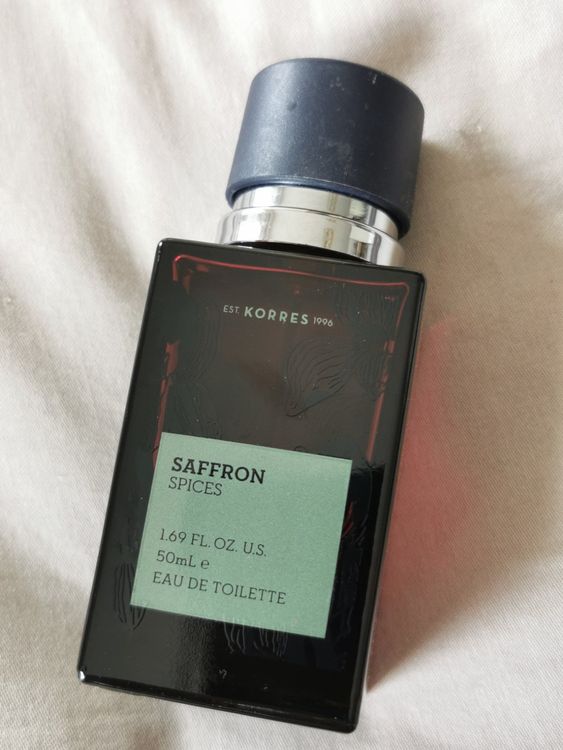 EST. KORRES 1996
SAFFRON
SPICES
1.69 FL. OZ. U.S.
50mL ℮
EAU DE TOILETTE